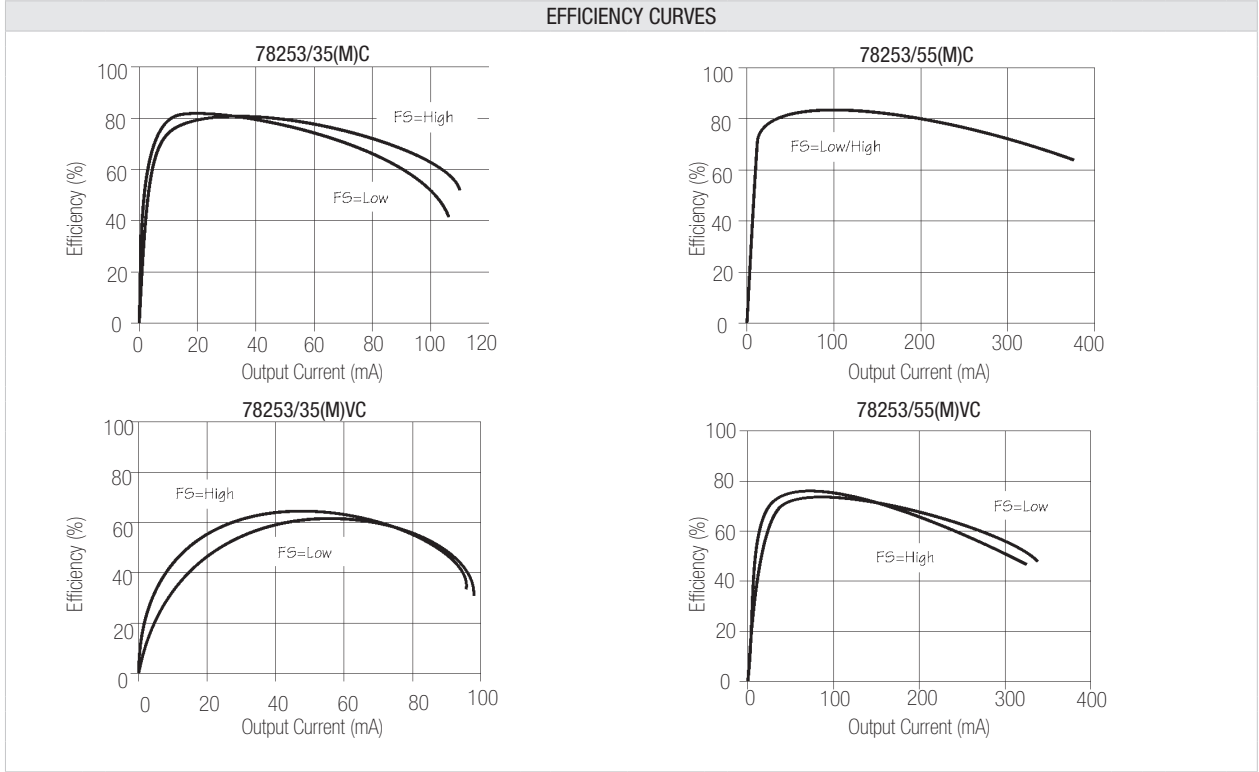 EFFICIENCY CURVES
78253/35(M)C
100
80
60
40
20
0
Efficiency (%)
FS=High
FS=Low
0 20 40 60 80 100 120
Output Current (mA)
78253/55(M)C
100
80
60
40
20
0
Efficiency (%)
FS=Low/High
0 100 200 300 400
Output Current (mA)
78253/35(M)VC
100
80
60
40
20
0
Efficiency (%)
FS=High
FS=Low
0 20 40 60 80 100
Output Current (mA)
78253/55(M)VC
100
80
60
40
20
0
Efficiency (%)
FS=Low
FS=High
0 100 200 300 400
Output Current (mA)